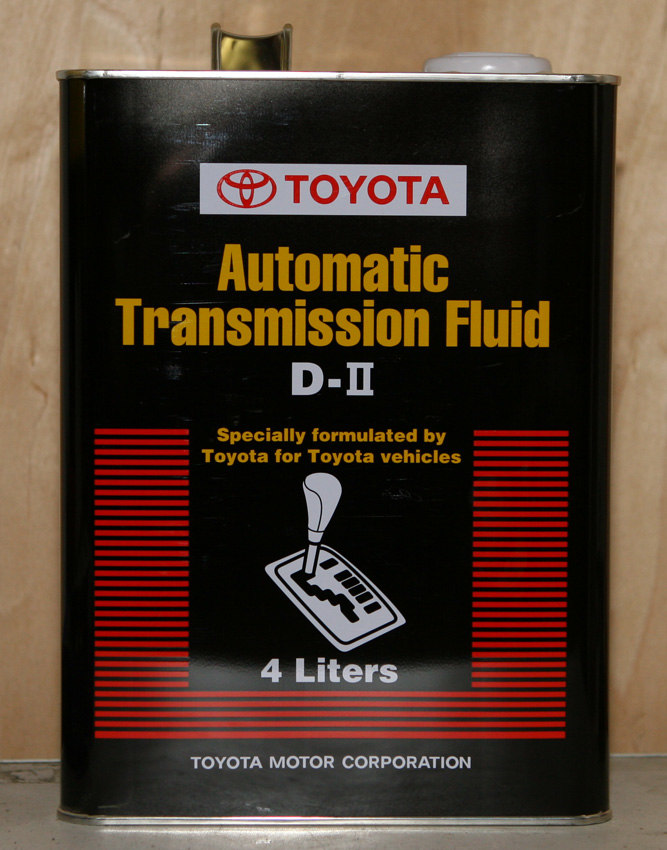 TOYOTA
Automatic
Transmission Fluid
D-II
Specially formulated by
Toyota for Toyota vehicles
4 Liters
TOYOTA MOTOR CORPORATION